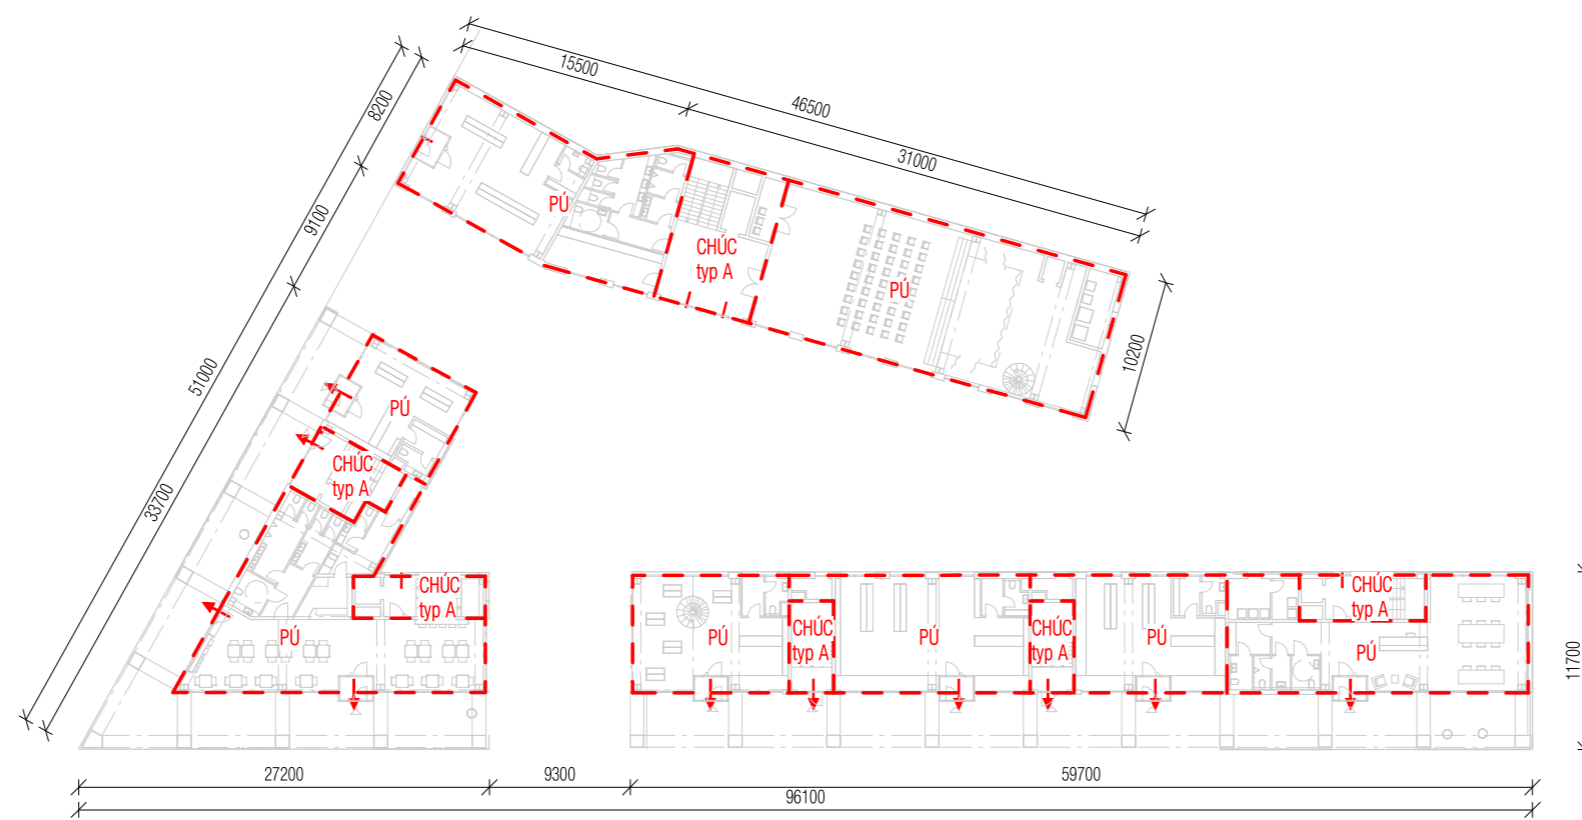 15500
46500
31000
8200
9100
51000
33700
10200
PÚ
CHÚC
typ A
PÚ
PÚ
CHÚC
typ A
CHÚC
typ A
PÚ
PÚ
CHÚC
typ A
PÚ
CHÚC
typ A
PÚ
CHÚC
typ A
PÚ
11700
27200
9300
59700
96100